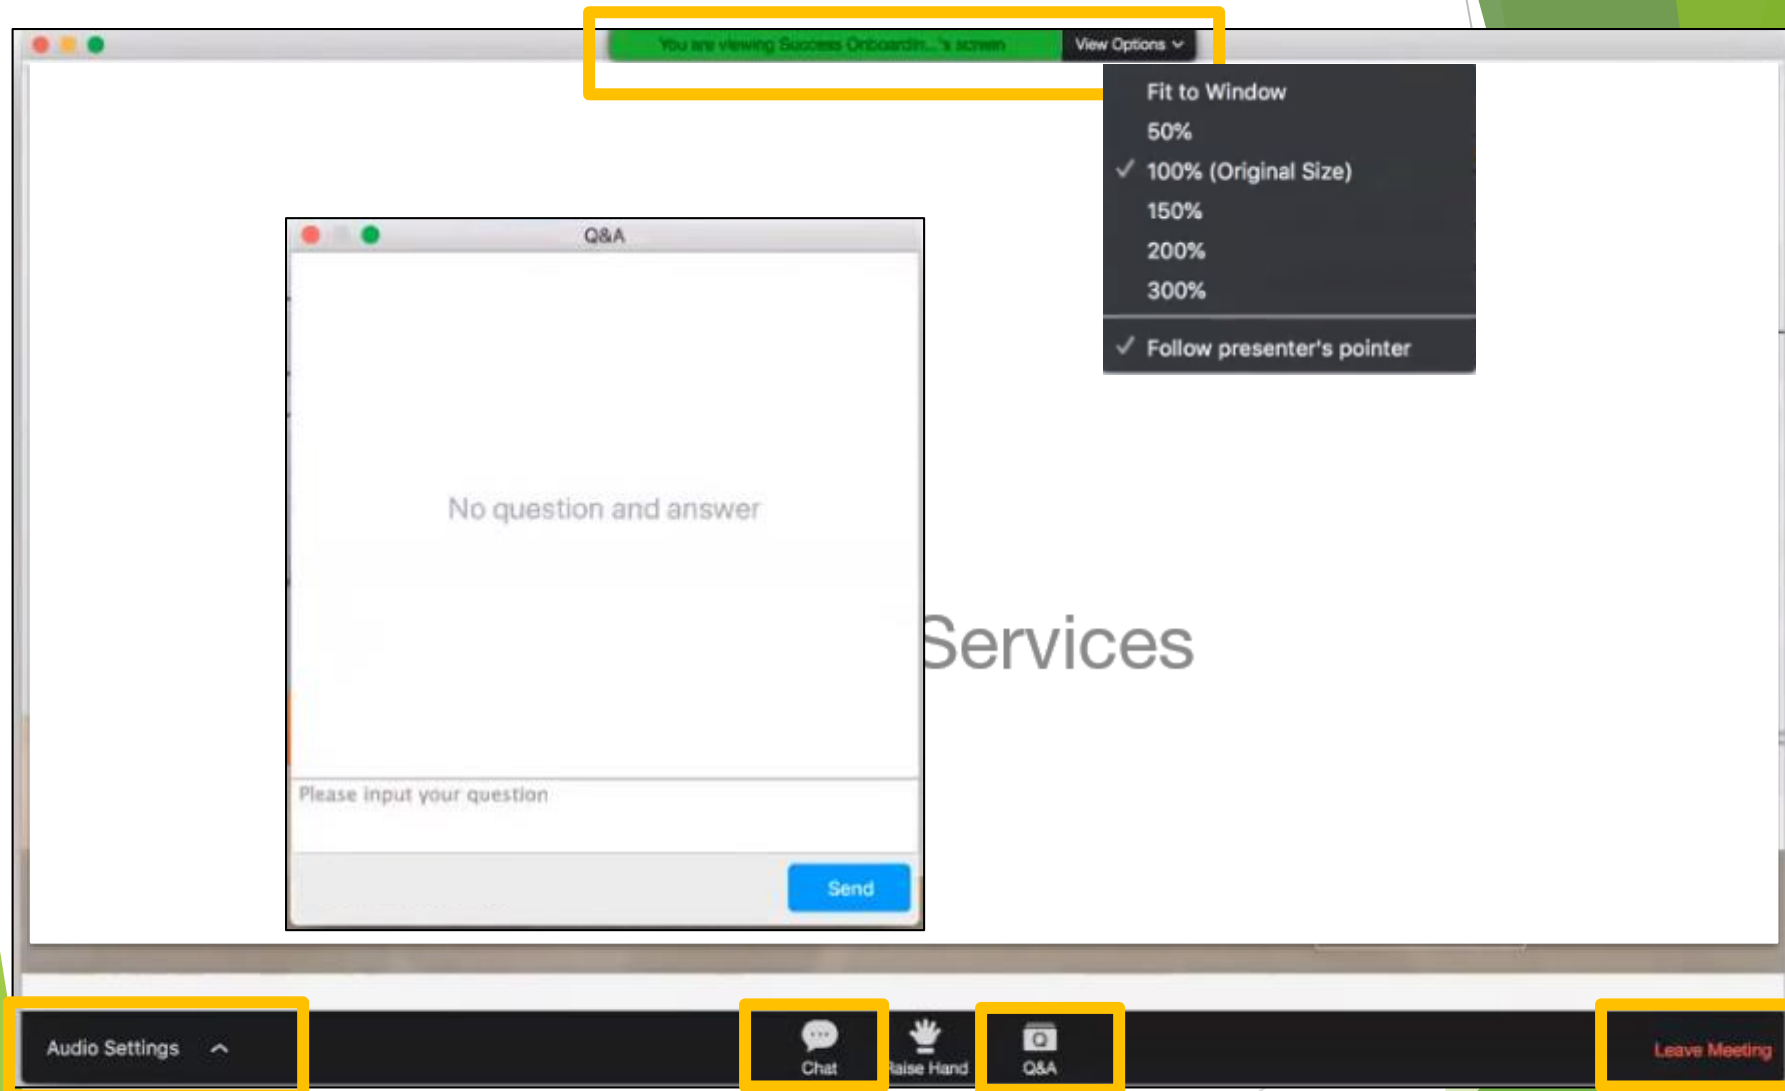 You are viewing Success Onboardin...'s screen
View Options
Fit to Window
50%
100% (Original Size)
150%
200%
300%
Follow presenter's pointer
Q&A
No question and answer
Services
Please input your question
Send
Audio Settings
Chat
Raise Hand
Q&A
Leave Meeting